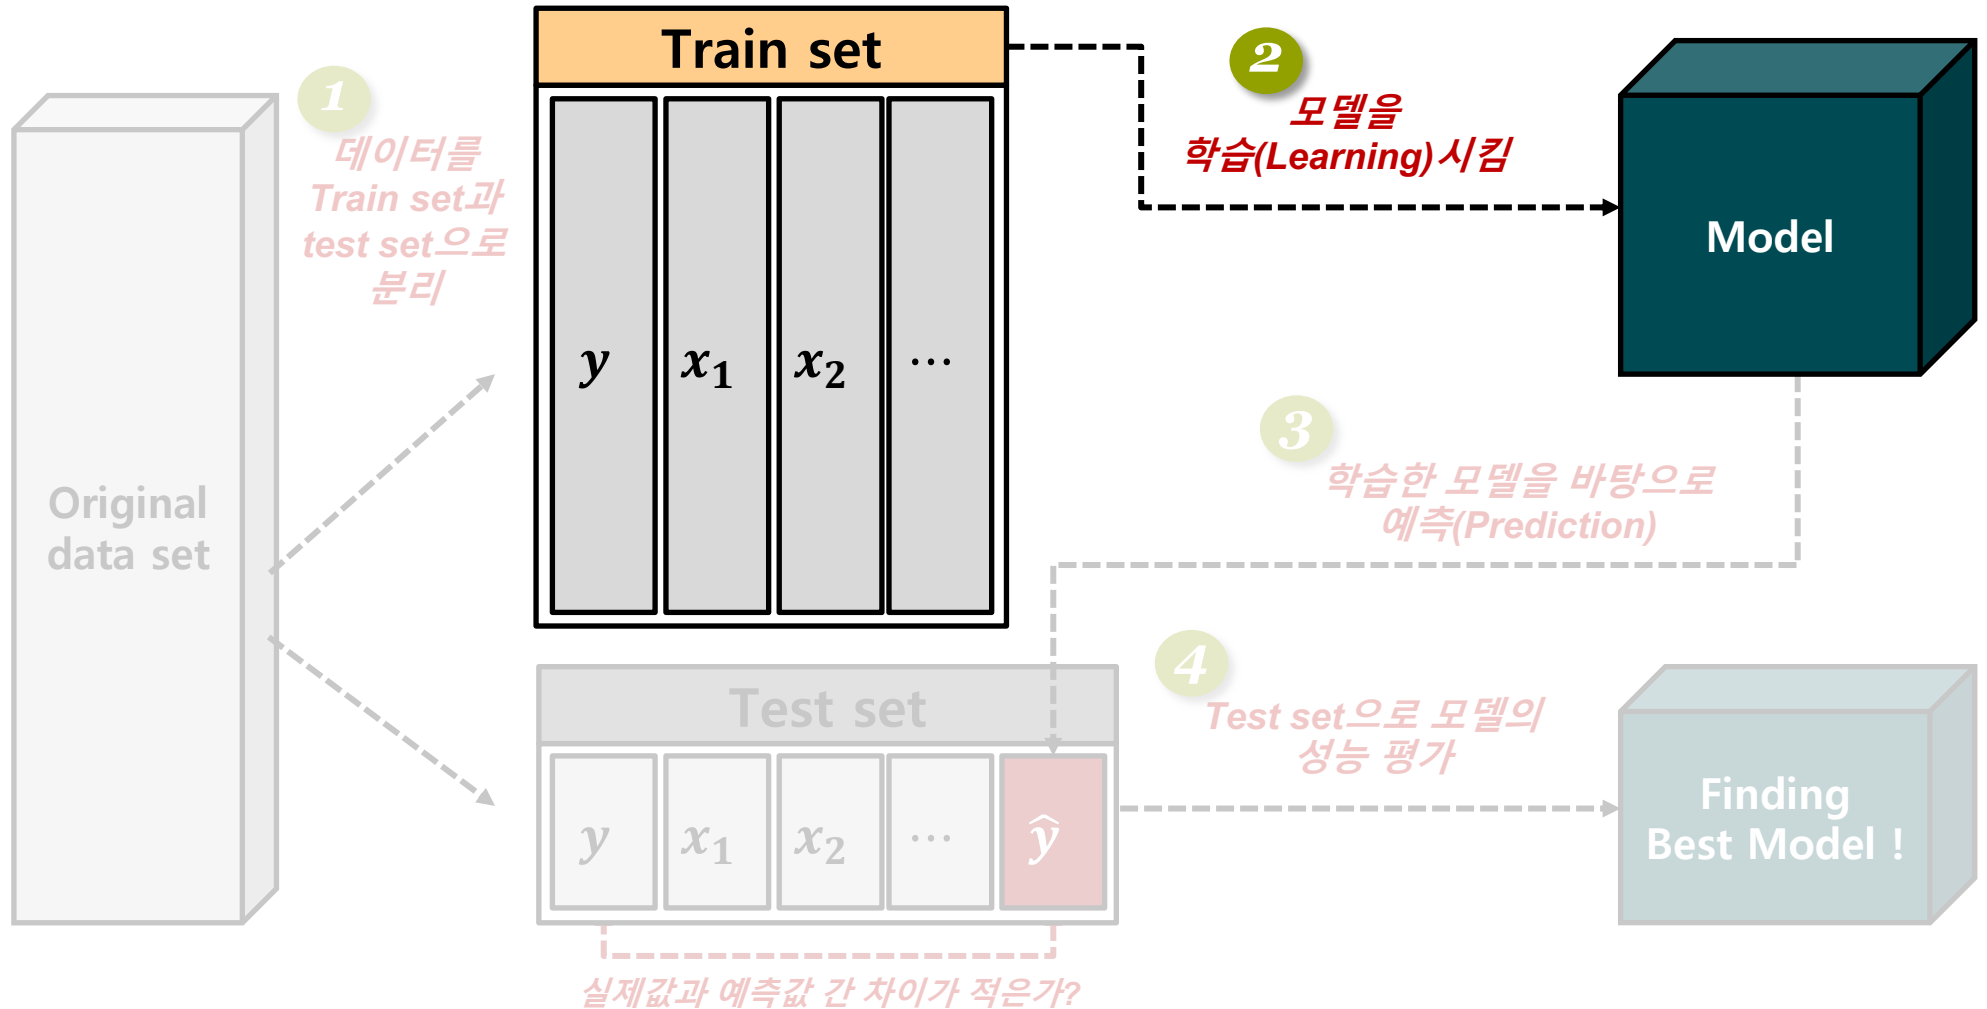 1
데이터를
Train set과
test set으로
분리
Original
data set
Train set
y
x₁
x₂
⋯
2
모델을
학습(Learning)시킴
Model
3
학습한 모델을 바탕으로
예측(Prediction)
Test set
y
x₁
x₂
⋯
ŷ
실제값과 예측값 간 차이가 적은가?
4
Test set으로 모델의
성능 평가
Finding
Best Model !